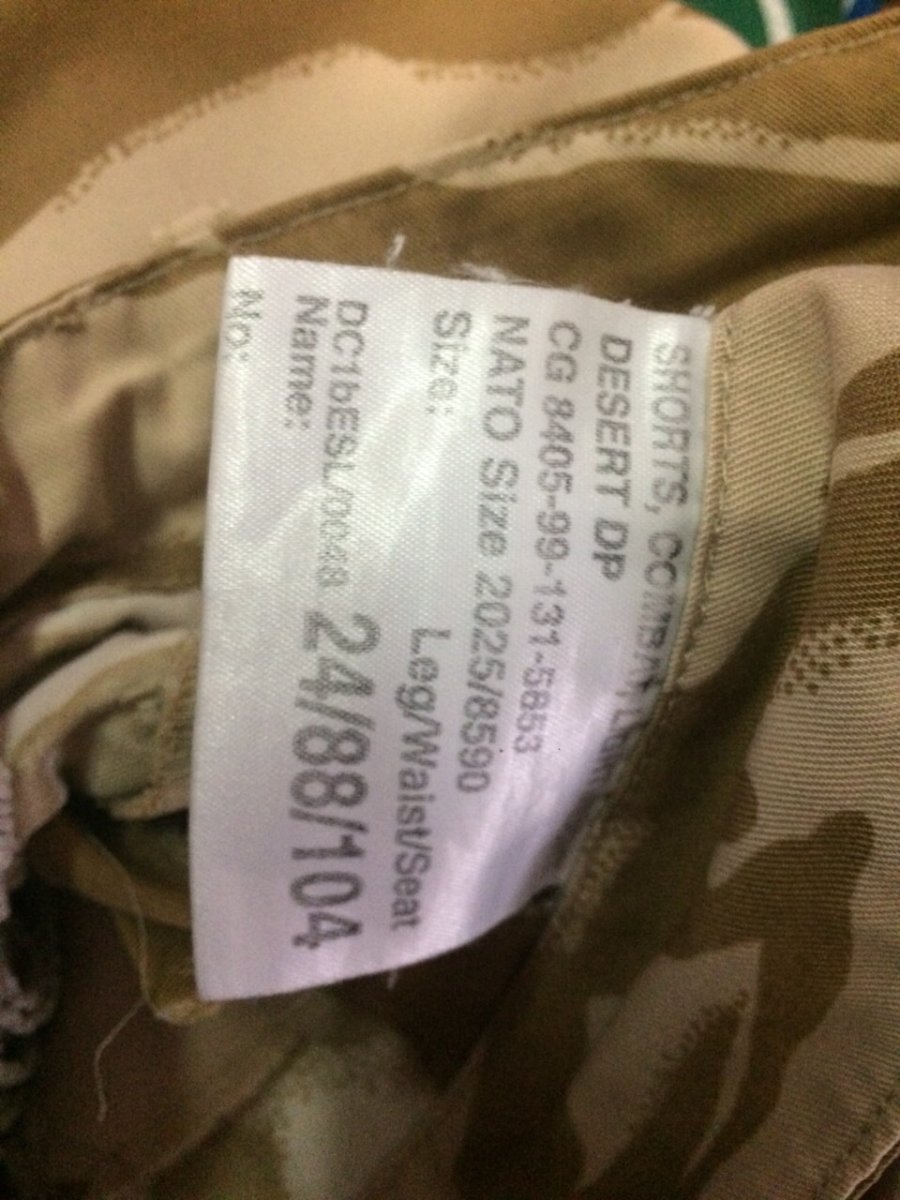 SHORTS, COMBAT
DESERT DP
CG 8405-99-131-5853
NATO Size 2025/8590
Size: Leg/Waist/Seat
24/88/104
DC1bESL/0048
Name:
No: